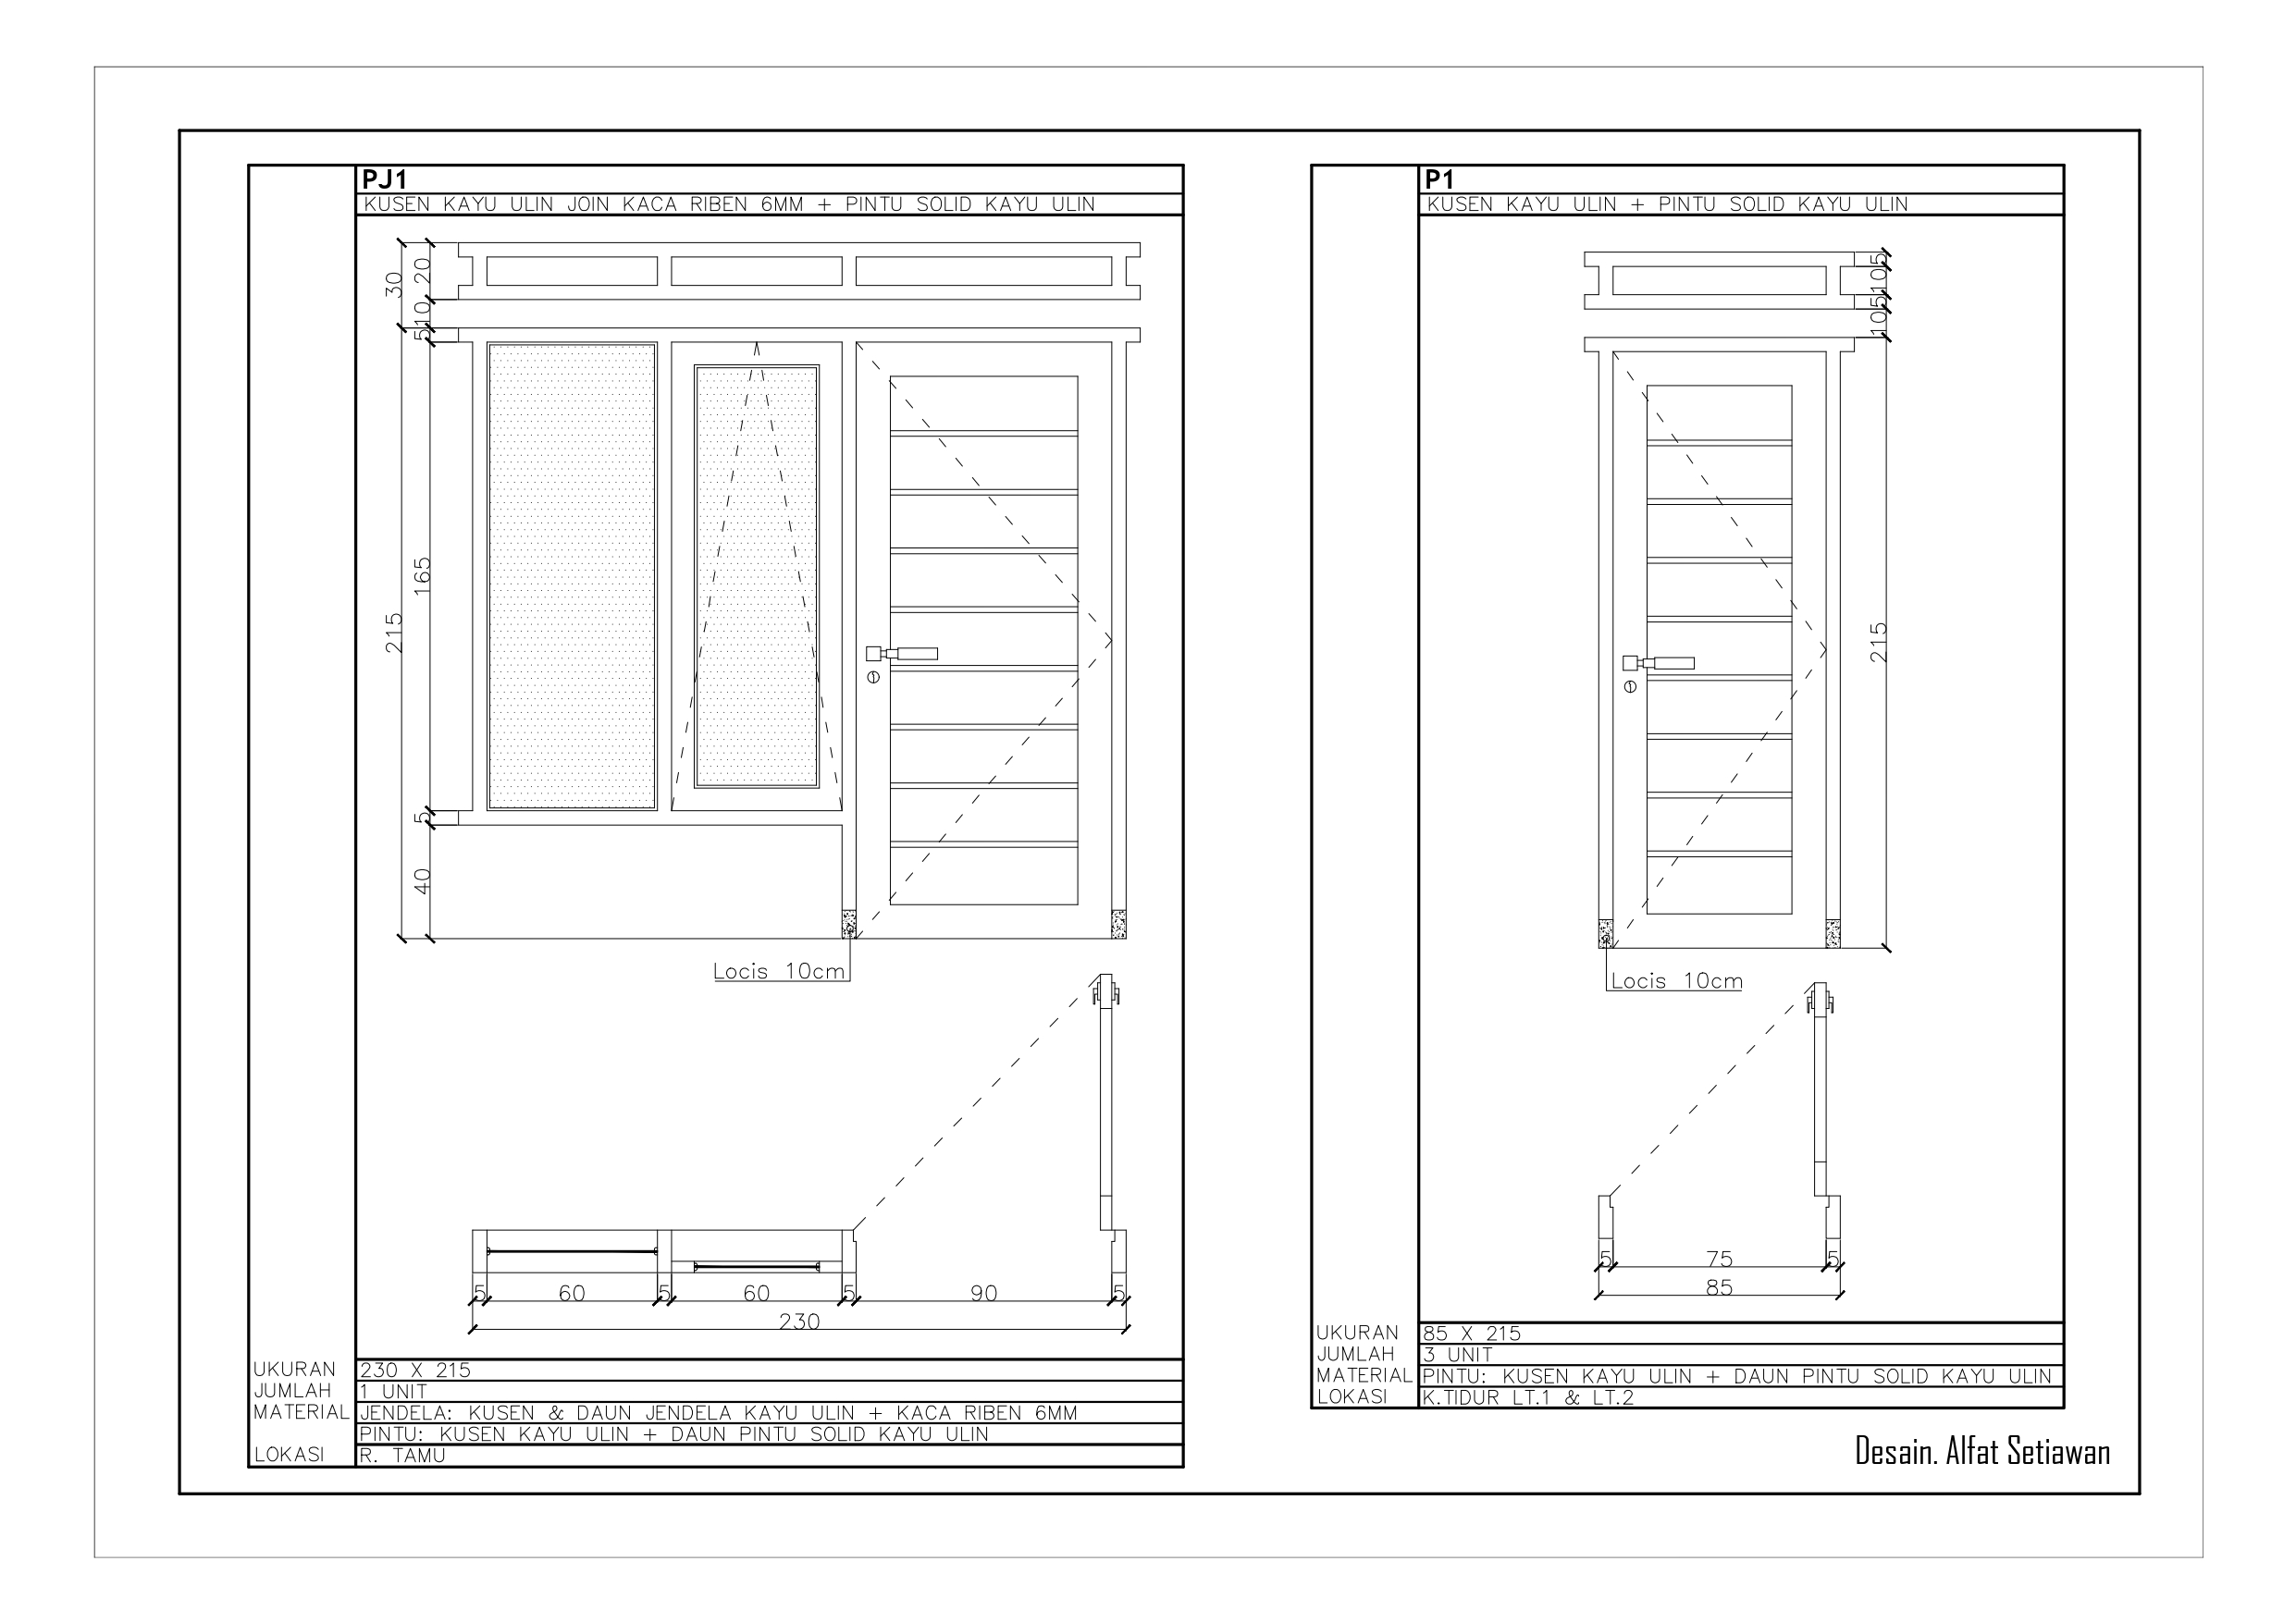 PJ1
KUSEN KAYU ULIN JOIN KACA RIBEN 6MM + PINTU SOLID KAYU ULIN
30
20
10
5
165
215
5
40
Locis 10cm
5
60
5
60
5
90
5
230
UKURAN 230 X 215
JUMLAH 1 UNIT
MATERIAL JENDELA: KUSEN & DAUN JENDELA KAYU ULIN + KACA RIBEN 6MM
PINTU: KUSEN KAYU ULIN + DAUN PINTU SOLID KAYU ULIN
LOKASI R. TAMU
P1
KUSEN KAYU ULIN + PINTU SOLID KAYU ULIN
5
10
5
10
215
Locis 10cm
5
75
5
85
UKURAN 85 X 215
JUMLAH 3 UNIT
MATERIAL PINTU: KUSEN KAYU ULIN + DAUN PINTU SOLID KAYU ULIN
LOKASI K.TIDUR LT.1 & LT.2
Desain. Alfat Setiawan